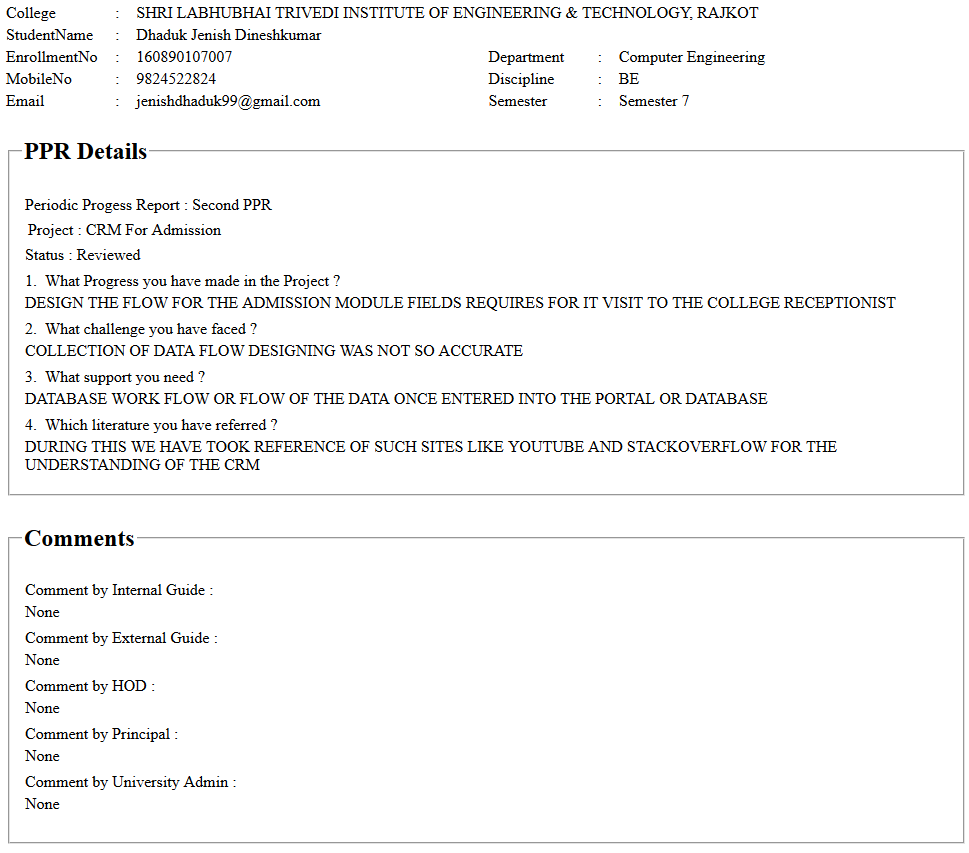 College : SHRI LABHUBHAI TRIVEDI INSTITUTE OF ENGINEERING & TECHNOLOGY, RAJKOT
StudentName : Dhaduk Jenish Dineshkumar
EnrollmentNo : 160890107007 Department : Computer Engineering
MobileNo : 9824522824 Discipline : BE
Email : jenishdhaduk99@gmail.com Semester : Semester 7
PPR Details
Periodic Progess Report : Second PPR
Project : CRM For Admission
Status : Reviewed
1. What Progress you have made in the Project ?
DESIGN THE FLOW FOR THE ADMISSION MODULE FIELDS REQUIRES FOR IT VISIT TO THE COLLEGE RECEPTIONIST
2. What challenge you have faced ?
COLLECTION OF DATA FLOW DESIGNING WAS NOT SO ACCURATE
3. What support you need ?
DATABASE WORK FLOW OR FLOW OF THE DATA ONCE ENTERED INTO THE PORTAL OR DATABASE
4. Which literature you have referred ?
DURING THIS WE HAVE TOOK REFERENCE OF SUCH SITES LIKE YOUTUBE AND STACKOVERFLOW FOR THE
UNDERSTANDING OF THE CRM
Comments
Comment by Internal Guide :
None
Comment by External Guide :
None
Comment by HOD :
None
Comment by Principal :
None
Comment by University Admin :
None